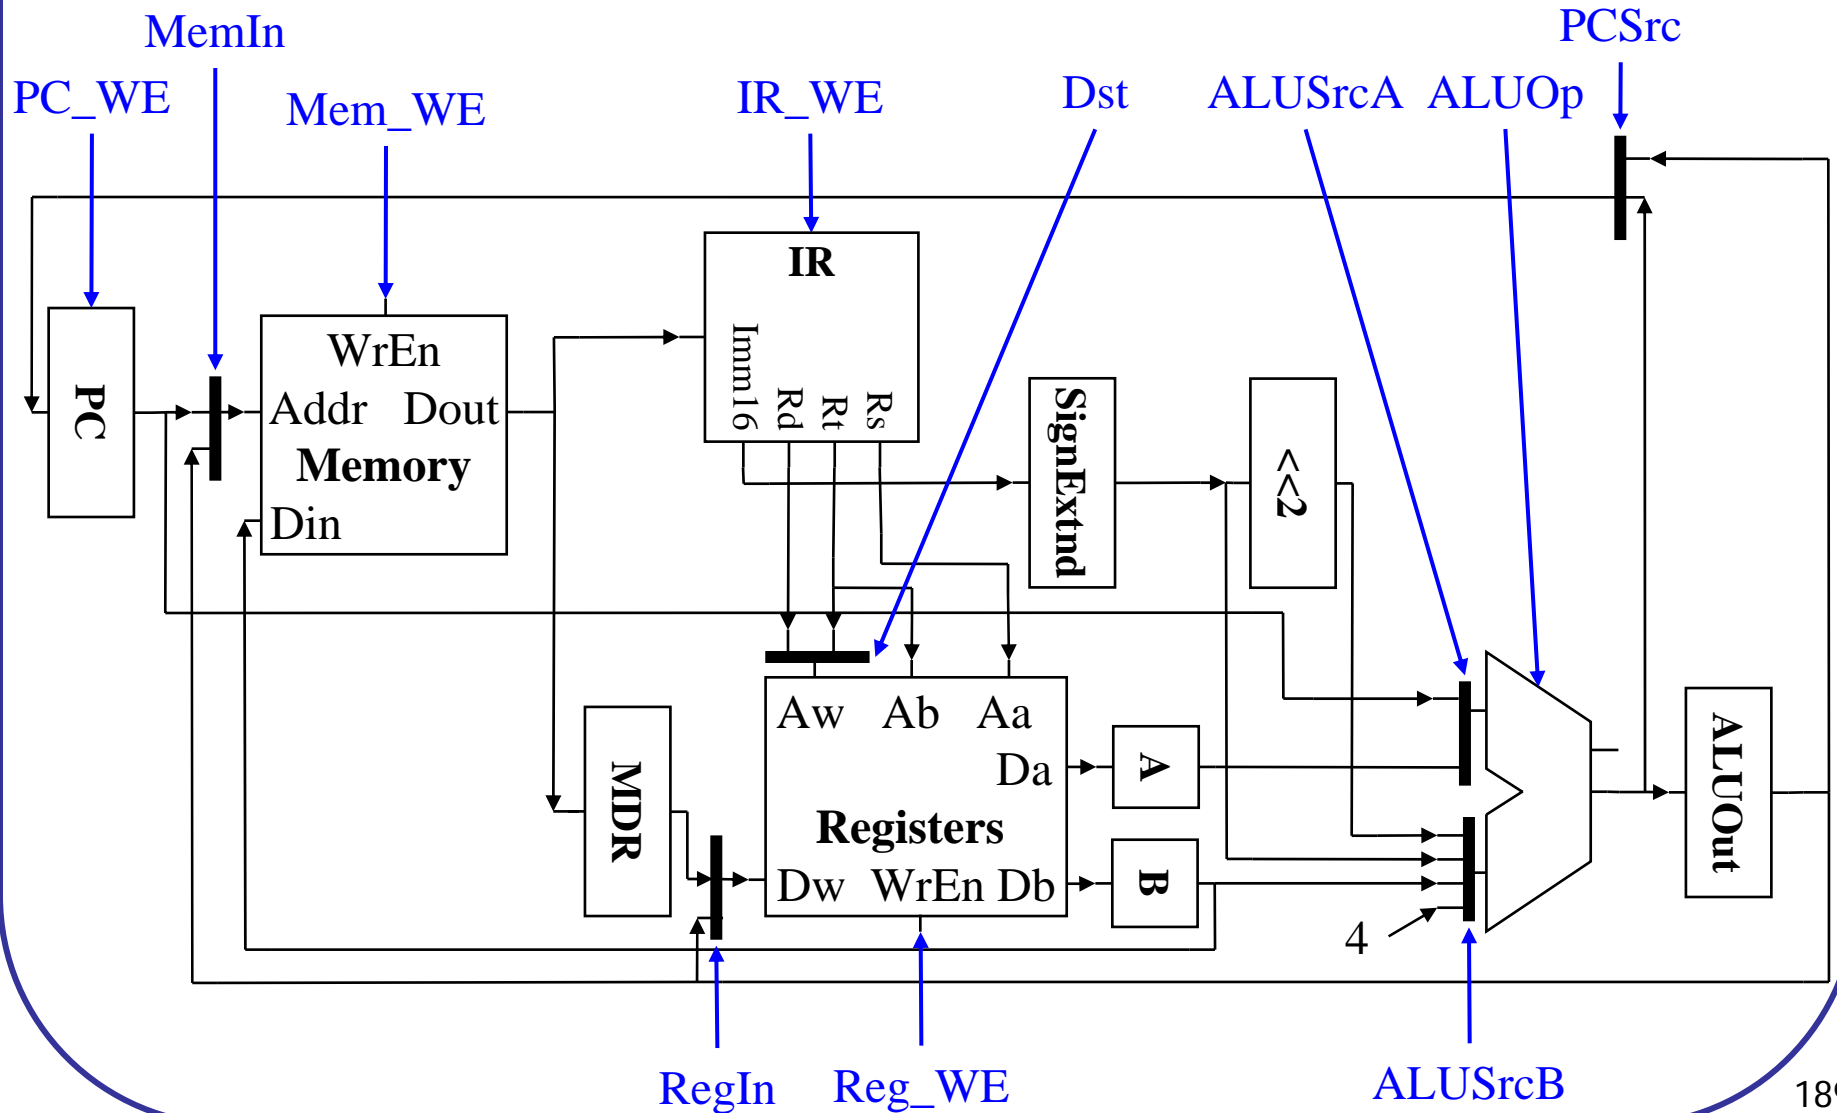 MemIn
PCSrc
PC_WE
Mem_WE
IR_WE
Dst
ALUSrcA
ALUOp
IR
Imm16
Rd
Rt
Rs
PC
WrEn
Addr
Dout
Memory
Din
SignExtnd
<<2
Aw
Ab
Aa
Da
Registers
Dw
WrEn
Db
MDR
A
B
4
ALUOut
RegIn
Reg_WE
ALUSrcB
189